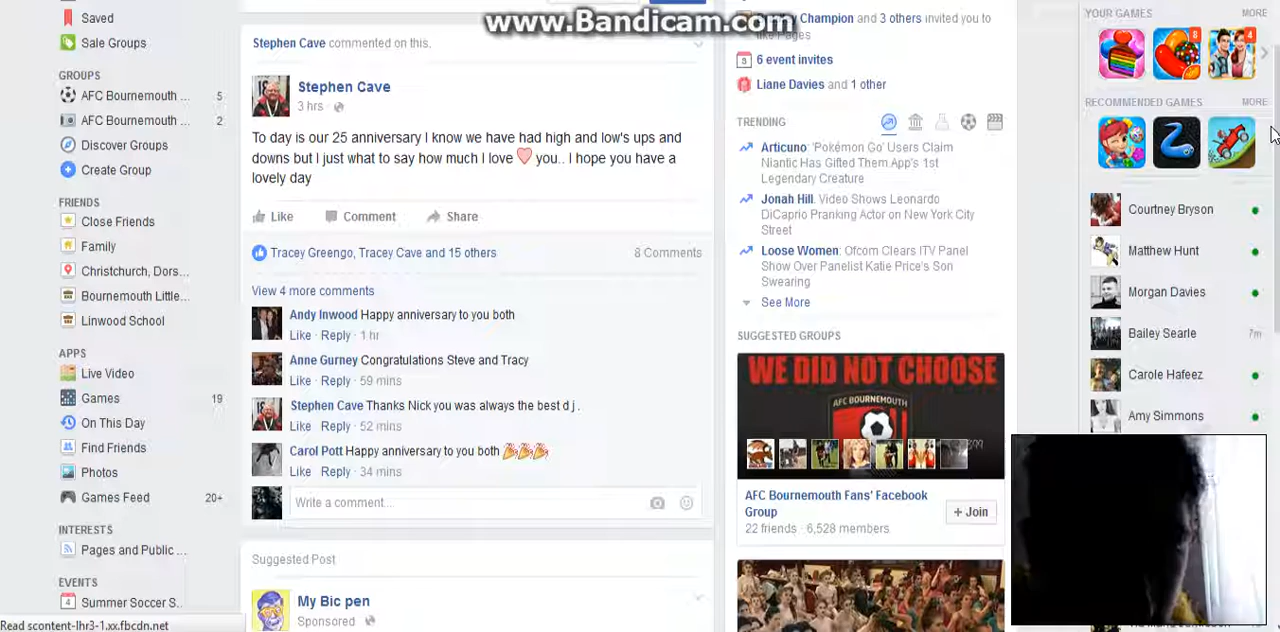 www.Bandicam.com
Saved
Sale Groups
GROUPS
AFC Bournemouth ... 5
AFC Bournemouth ... 2
Discover Groups
Create Group
FRIENDS
Close Friends
Family
Christchurch, Dors...
Bournemouth Little...
Linwood School
APPS
Live Video
Games 19
On This Day
Find Friends
Photos
Games Feed 20+
INTERESTS
Pages and Public ...
EVENTS
Summer Soccer S..
Read scontent-lhr3-1.xx.fbcdn.net
Stephen Cave commented on this.
Stephen Cave
3 hrs
To day is our 25 anniversary I know we have had high and low's ups and
downs but I just what to say how much I love ❤ you.. I hope you have a
lovely day
Like Comment Share
Tracey Greengo, Tracey Cave and 15 others 8 Comments
View 4 more comments
Andy Inwood Happy anniversary to you both
Like · Reply · 1 hr
Anne Gurney Congratulations Steve and Tracy
Like · Reply · 59 mins
Stephen Cave Thanks Nick you was always the best d j .
Like · Reply · 52 mins
Carol Pott Happy anniversary to you both 🎉🎉🎉
Like · Reply · 34 mins
Write a comment...
Suggested Post
My Bic pen
Sponsored
Champion and 3 others invited you to
like Pages
6 event invites
Liane Davies and 1 other
TRENDING
Articuno: 'Pokémon Go' Users Claim
Niantic Has Gifted Them App's 1st
Legendary Creature
Jonah Hill: Video Shows Leonardo
DiCaprio Pranking Actor on New York City
Street
Loose Women: Ofcom Clears ITV Panel
Show Over Panelist Katie Price's Son
Swearing
See More
SUGGESTED GROUPS
WE DID NOT CHOOSE
AFC BOURNEMOUTH
AFC Bournemouth Fans' Facebook
Group
22 friends · 6,528 members
+ Join
YOUR GAMES MORE
8
4
RECOMMENDED GAMES MORE
Courtney Bryson
Matthew Hunt
Morgan Davies
Bailey Searle 7m
Carole Hafeez
Amy Simmons